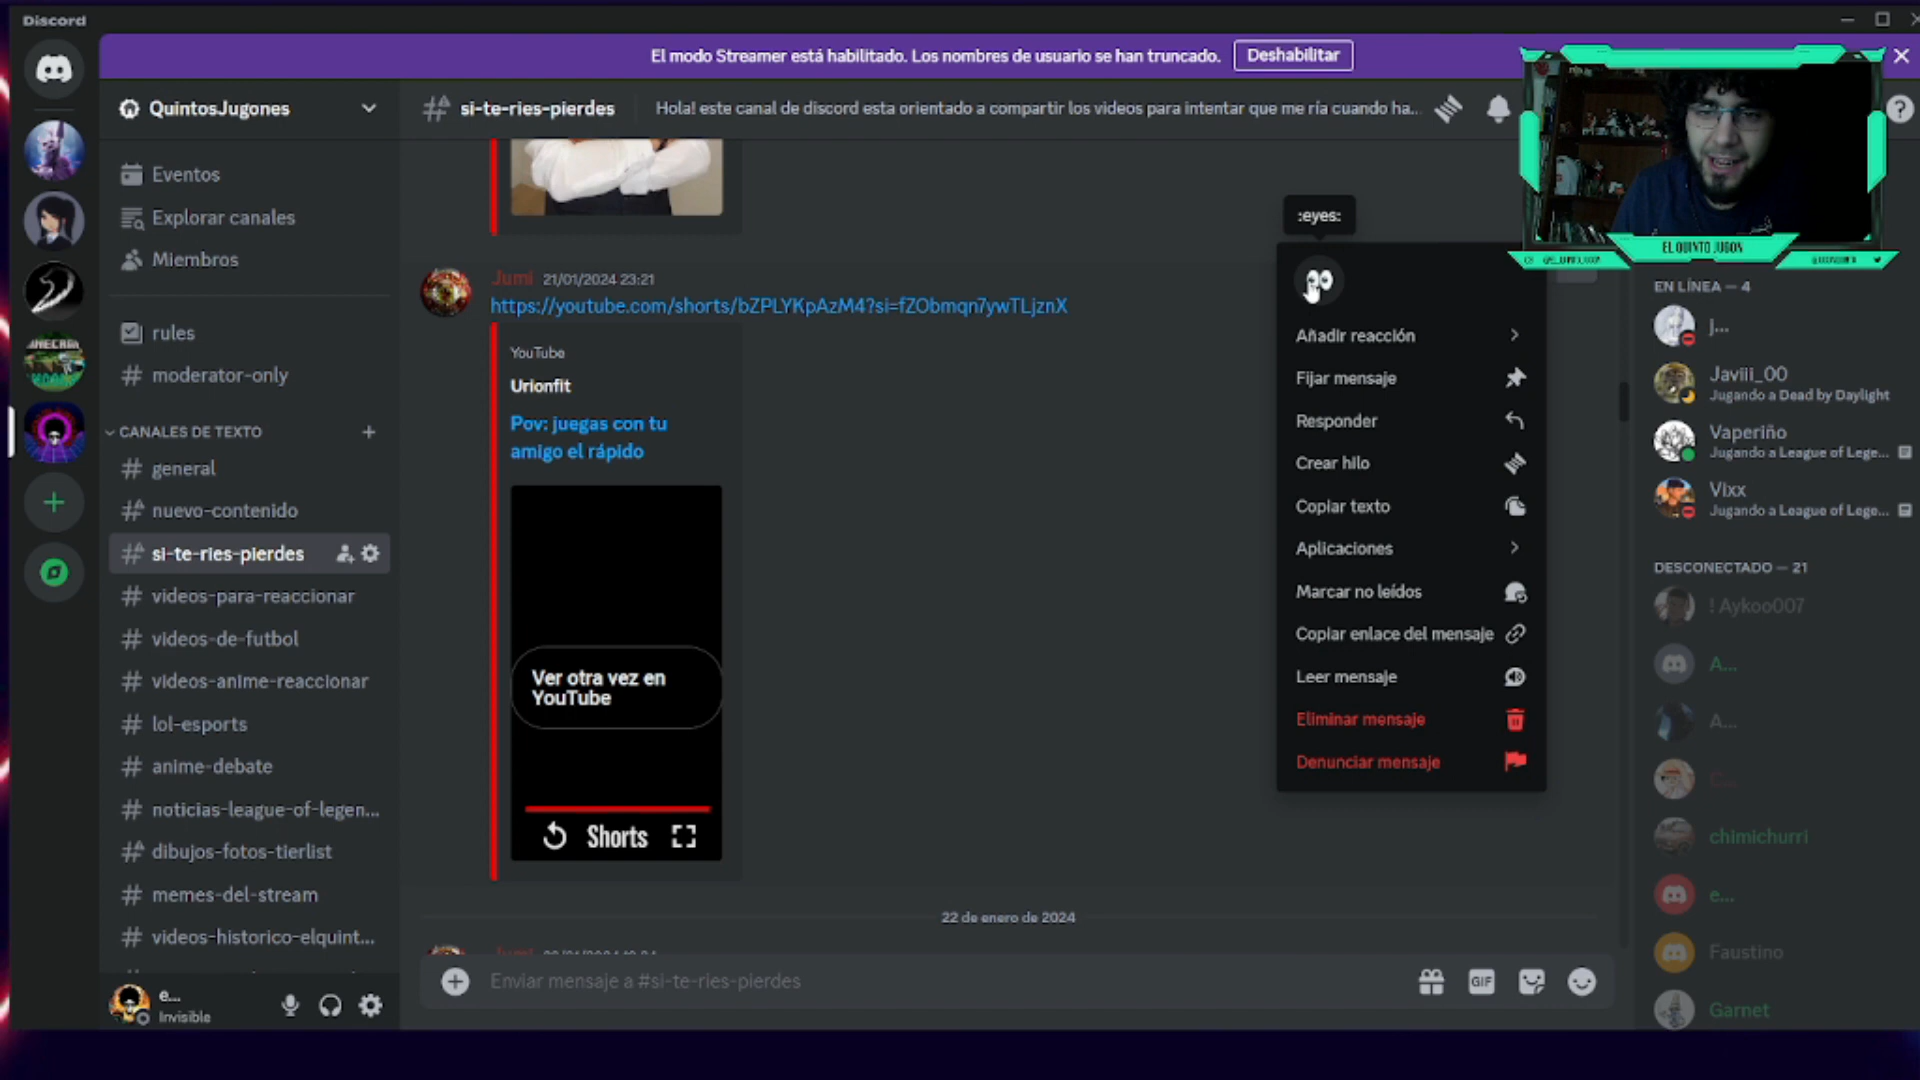 Discord
El modo Streamer está habilitado. Los nombres de usuario se han truncado.
Deshabilitar
QuintosJugones
si-te-ries-pierdes
Hola! este canal de discord esta orientado a compartir los videos para intentar que me ría cuando ha...
Eventos
Explorar canales
Miembros
rules
moderator-only
CANALES DE TEXTO
general
nuevo-contenido
si-te-ries-pierdes
videos-para-reaccionar
videos-de-futbol
videos-anime-reaccionar
lol-esports
anime-debate
noticias-league-of-legen...
dibujos-fotos-tierlist
memes-del-stream
videos-historico-elquint...
e...
Invisible
Jumi 21/01/2024 23:21
https://youtube.com/shorts/bZPLYKpAzM4?si=fZObmqn7ywTLjznX
YouTube
Urionfit
Pov: juegas con tu
amigo el rápido
Ver otra vez en
YouTube
Shorts
22 de enero de 2024
Enviar mensaje a #si-te-ries-pierdes
GIF
:eyes:
Añadir reacción
Fijar mensaje
Responder
Crear hilo
Copiar texto
Aplicaciones
Marcar no leídos
Copiar enlace del mensaje
Leer mensaje
Eliminar mensaje
Denunciar mensaje
EL QUINTO JUGON
EN LÍNEA — 4
j...
Javiii_00
Jugando a Dead by Daylight
Vaperiño
Jugando a League of Lege...
Vixx
Jugando a League of Lege...
DESCONECTADO — 21
! Aykoo007
A...
A...
C...
chimichurri
e...
Faustino
Garnet